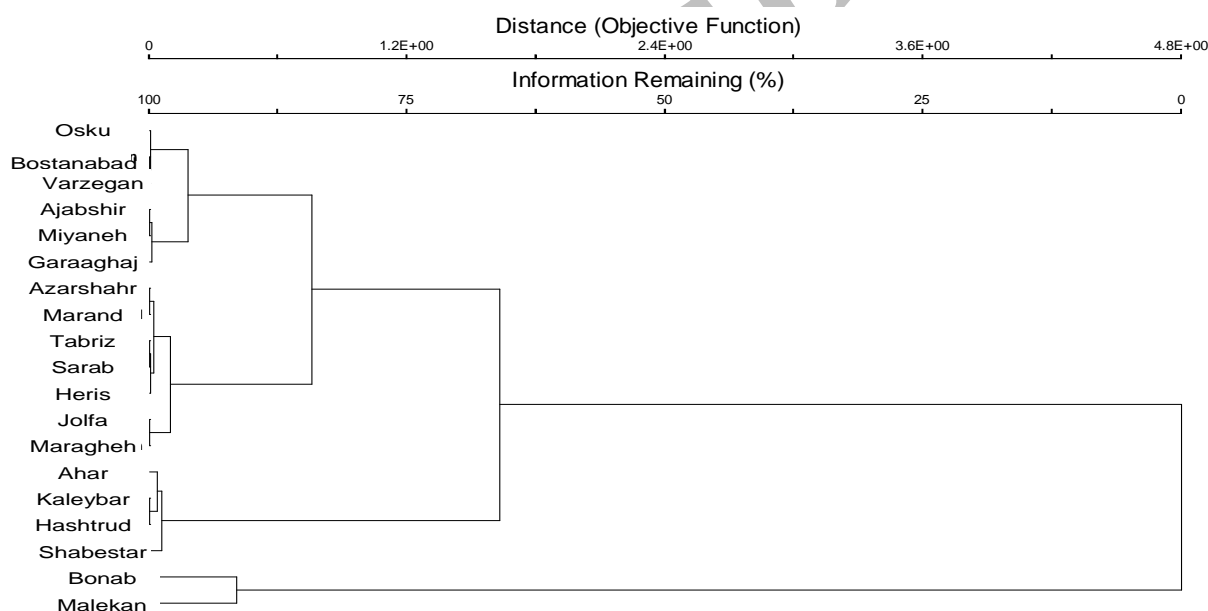 Distance (Objective Function)
0 1.2E+00 2.4E+00 3.6E+00 4.8E+00
Information Remaining (%)
100 75 50 25 0
Osku
Bostanabad
Varzegan
Ajabshir
Miyaneh
Garaaghaj
Azarshahr
Marand
Tabriz
Sarab
Heris
Jolfa
Maragheh
Ahar
Kaleybar
Hashtrud
Shabestar
Bonab
Malekan